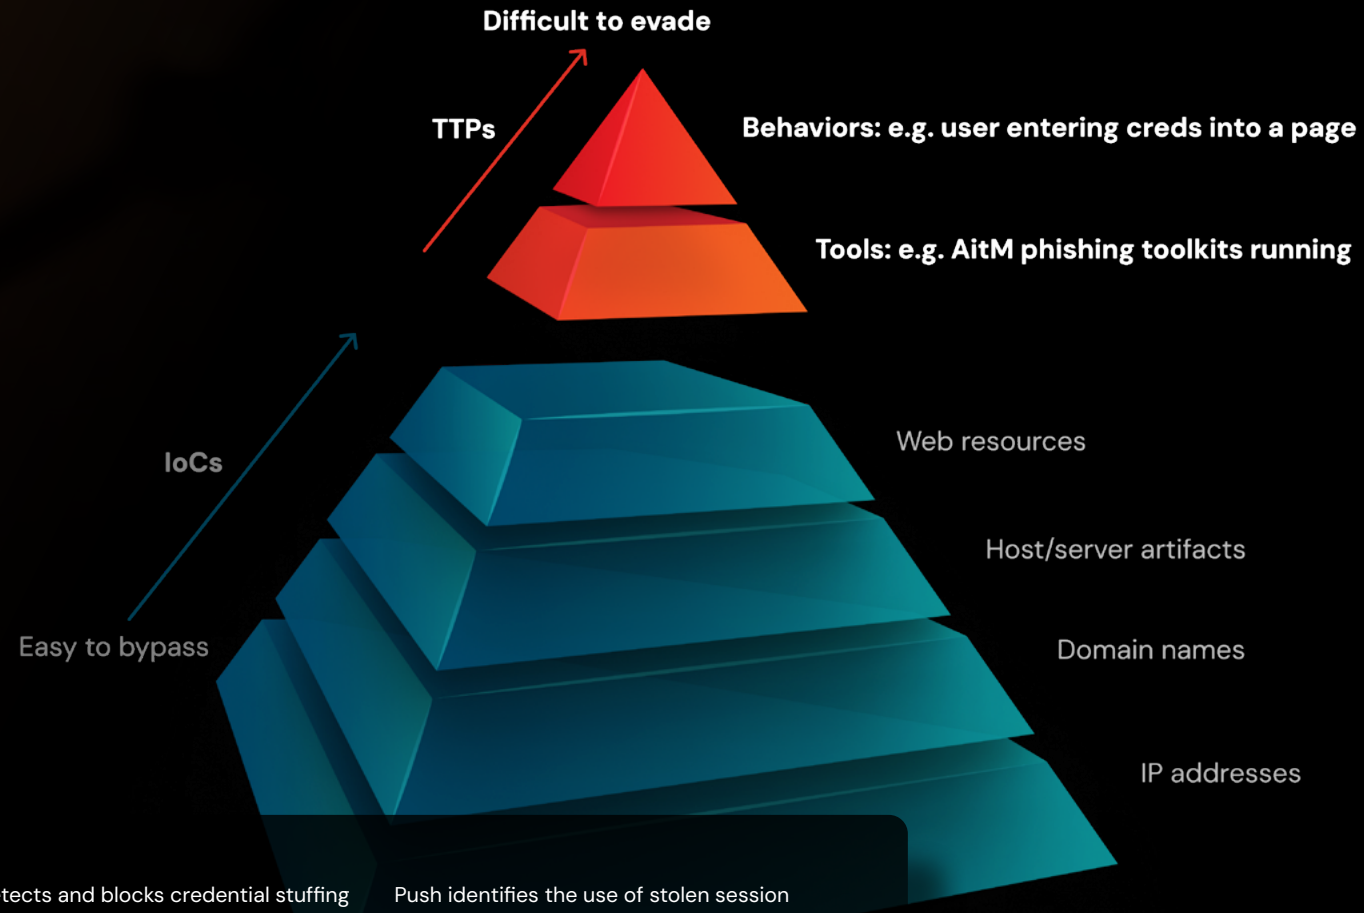 Difficult to evade
TTPs
Behaviors: e.g. user entering creds into a page
Tools: e.g. AitM phishing toolkits running
Web resources
IoCs
Host/server artifacts
Easy to bypass
Domain names
IP addresses
and blocks credential stuffing
Push identifies the use of stolen session